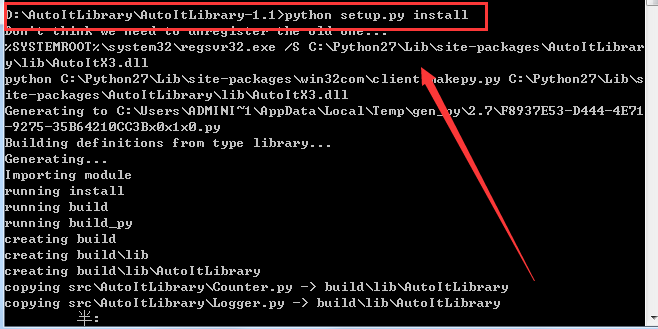 D:\AutoItLibrary\AutoItLibrary-1.1>python setup.py install
Don't think we need to unregister the old one...
%SYSTEMROOT%\system32\regsvr32.exe /S C:\Python27\Lib\site-packages\AutoItLibrar
y\lib\AutoItX3.dll
python C:\Python27\Lib\site-packages\win32com\client\makepy.py C:\Python27\Lib\s
ite-packages\AutoItLibrary\lib\AutoItX3.dll
Generating to C:\Users\ADMINI~1\AppData\Local\Temp\gen_py\2.7\F8937E53-D444-4E71
-9275-35B64210CC3Bx0x1x0.py
Building definitions from type library...
Generating...
Importing module
running install
running build
running build_py
creating build
creating build\lib
creating build\lib\AutoItLibrary
copying src\AutoItLibrary\Counter.py -> build\lib\AutoItLibrary
copying src\AutoItLibrary\Logger.py -> build\lib\AutoItLibrary
半: